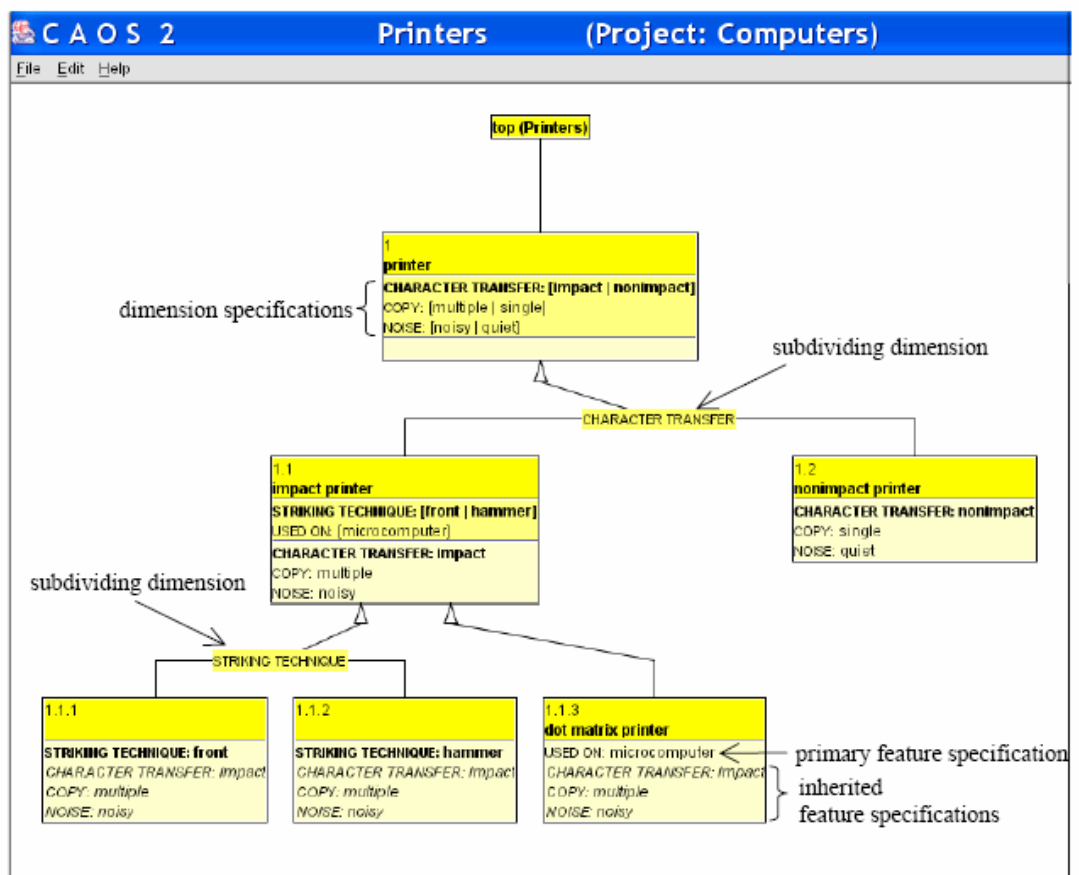 CAOS 2 Printers (Project: Computers)
File Edit Help
top (Printers)
1
printer
CHARACTER TRANSFER: [impact | nonimpact]
COPY: [multiple | single]
NOISE: [noisy | quiet]
dimension specifications
subdividing dimension
CHARACTER TRANSFER
1.1
impact printer
STRIKING TECHNIQUE: [front | hammer]
USED ON: [microcomputer]
CHARACTER TRANSFER: impact
COPY: multiple
NOISE: noisy
1.2
nonimpact printer
CHARACTER TRANSFER: nonimpact
COPY: single
NOISE: quiet
subdividing dimension
STRIKING TECHNIQUE
1.1.1
STRIKING TECHNIQUE: front
CHARACTER TRANSFER: impact
COPY: multiple
NOISE: noisy
1.1.2
STRIKING TECHNIQUE: hammer
CHARACTER TRANSFER: impact
COPY: multiple
NOISE: noisy
1.1.3
dot matrix printer
USED ON: microcomputer
CHARACTER TRANSFER: impact
COPY: multiple
NOISE: noisy
primary feature specification
inherited
feature specifications